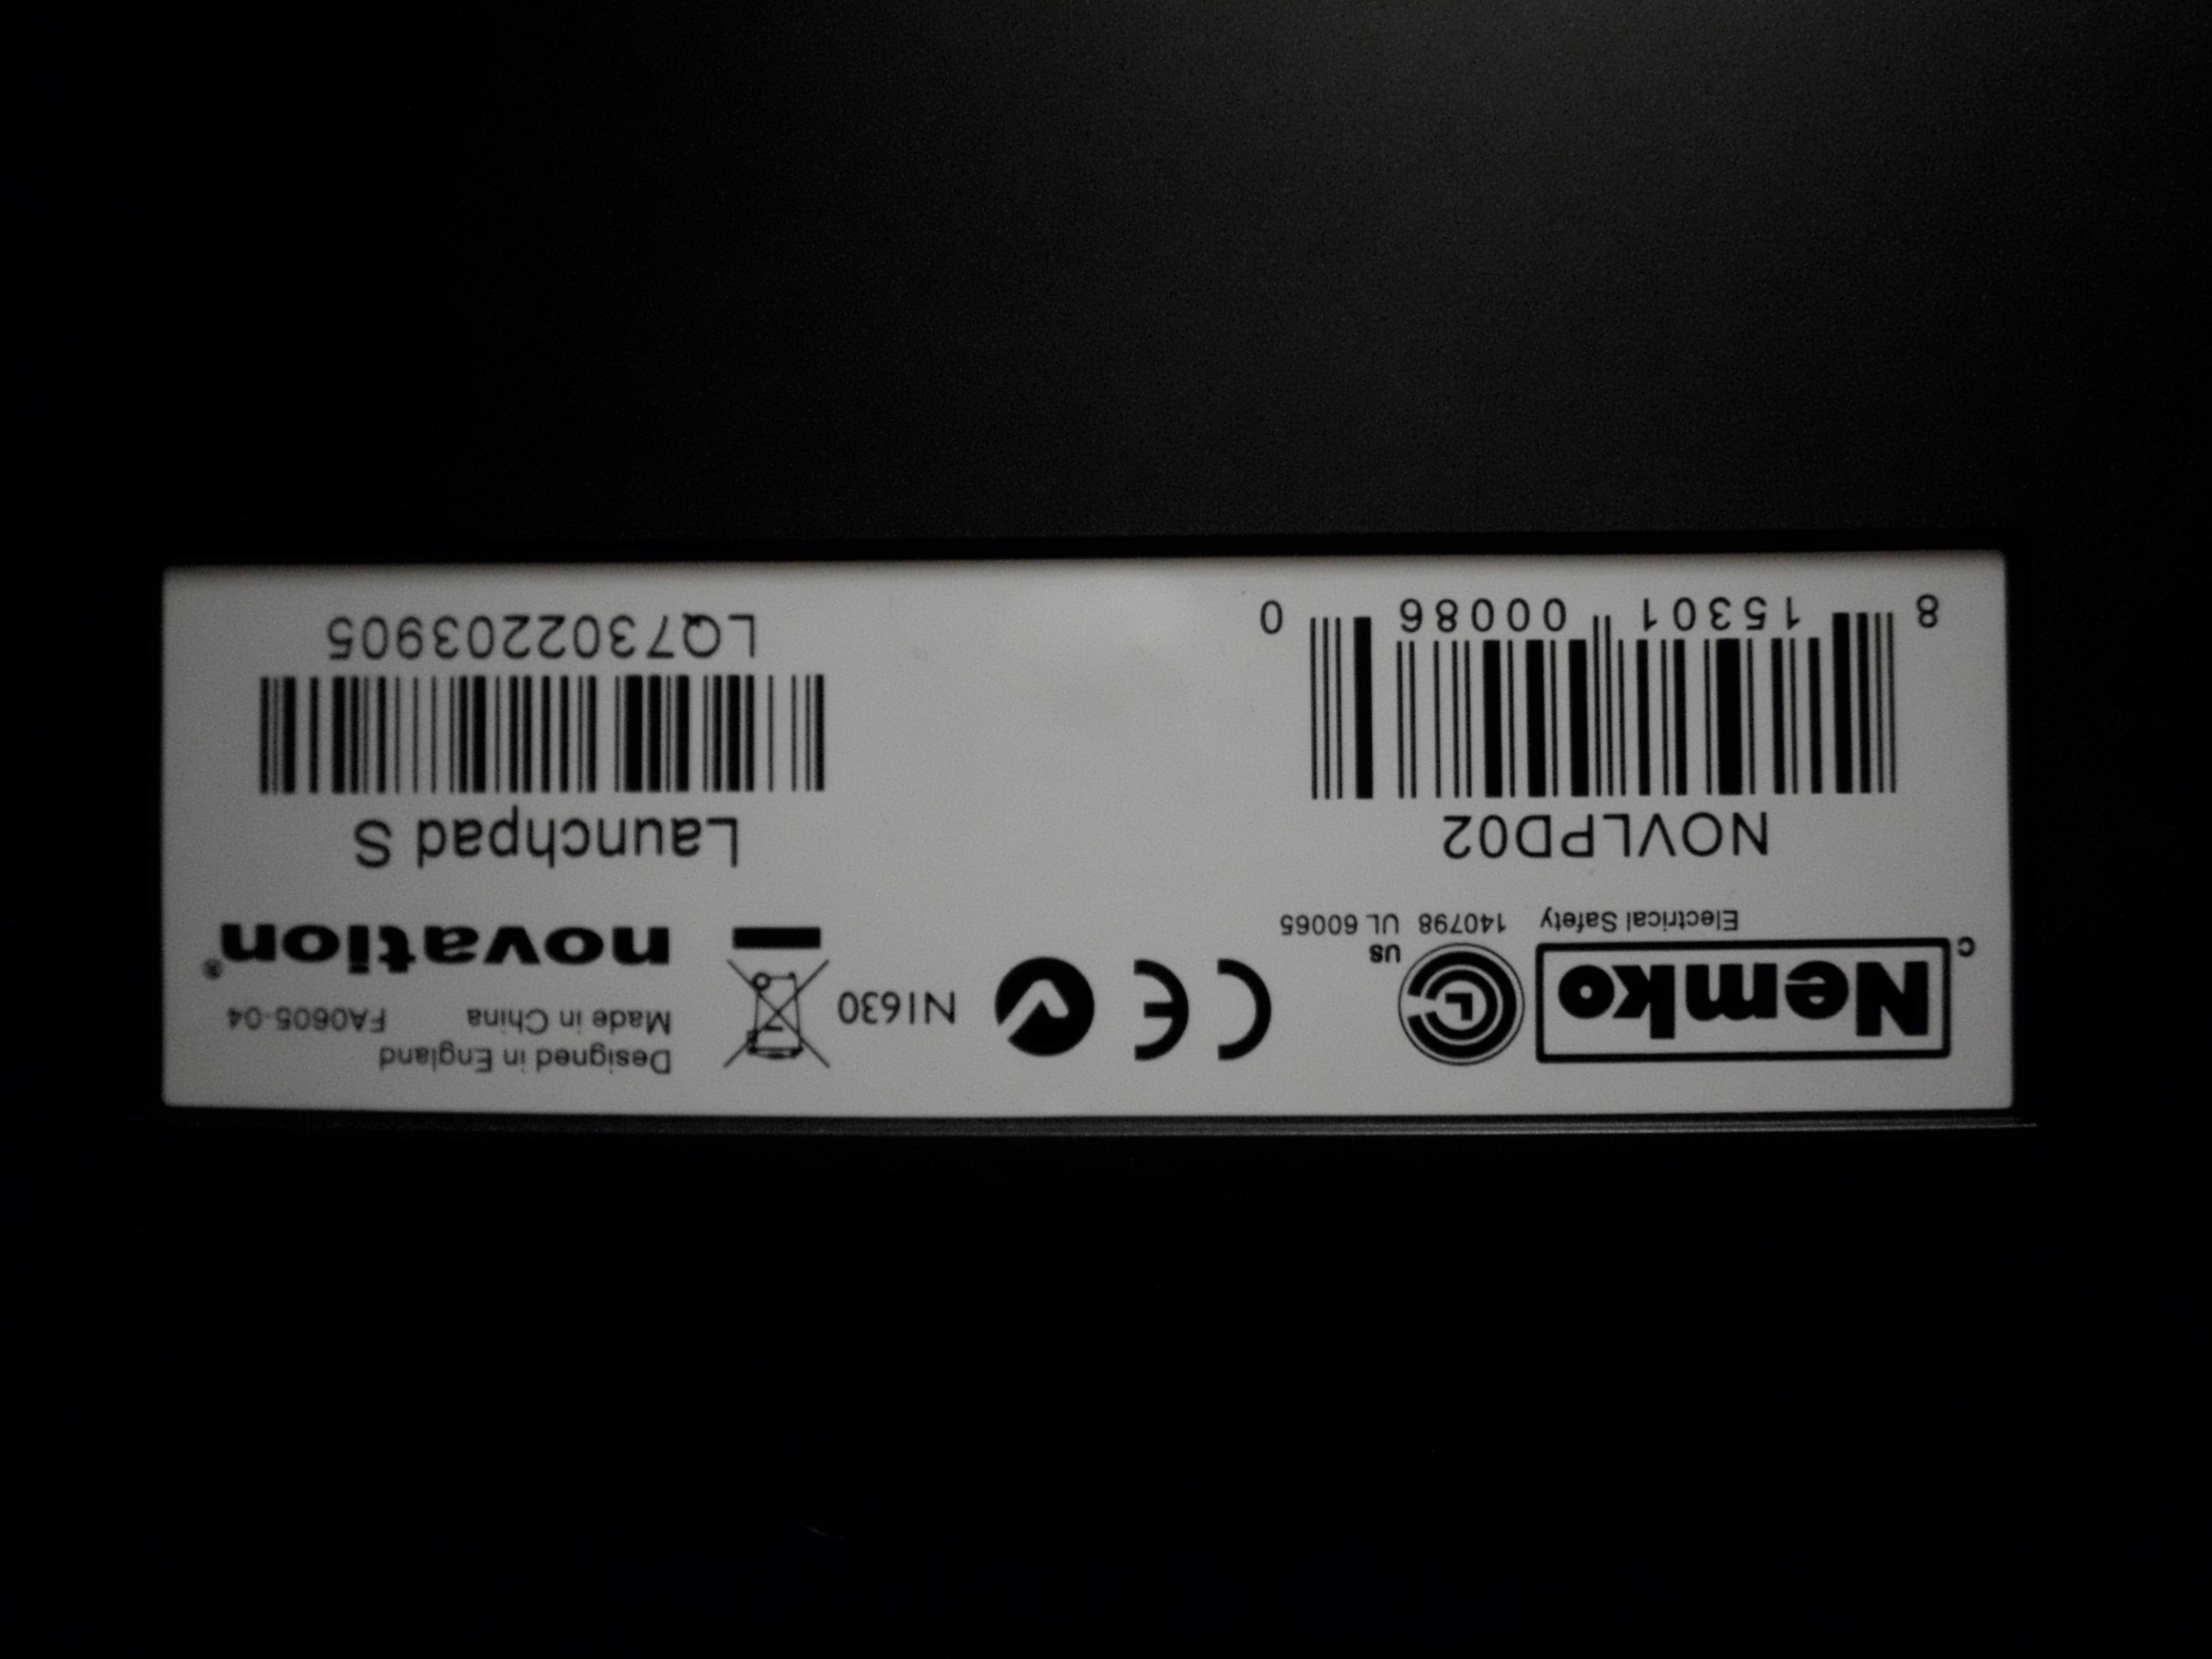 c Nemko
CL
US
N1630
Designed in England
Made in China FA0605-04
novation®
Electrical Safety 140798 UL 60065
NOVLPD02
Launchpad S
8 15301 00086 0
LQ7302203905